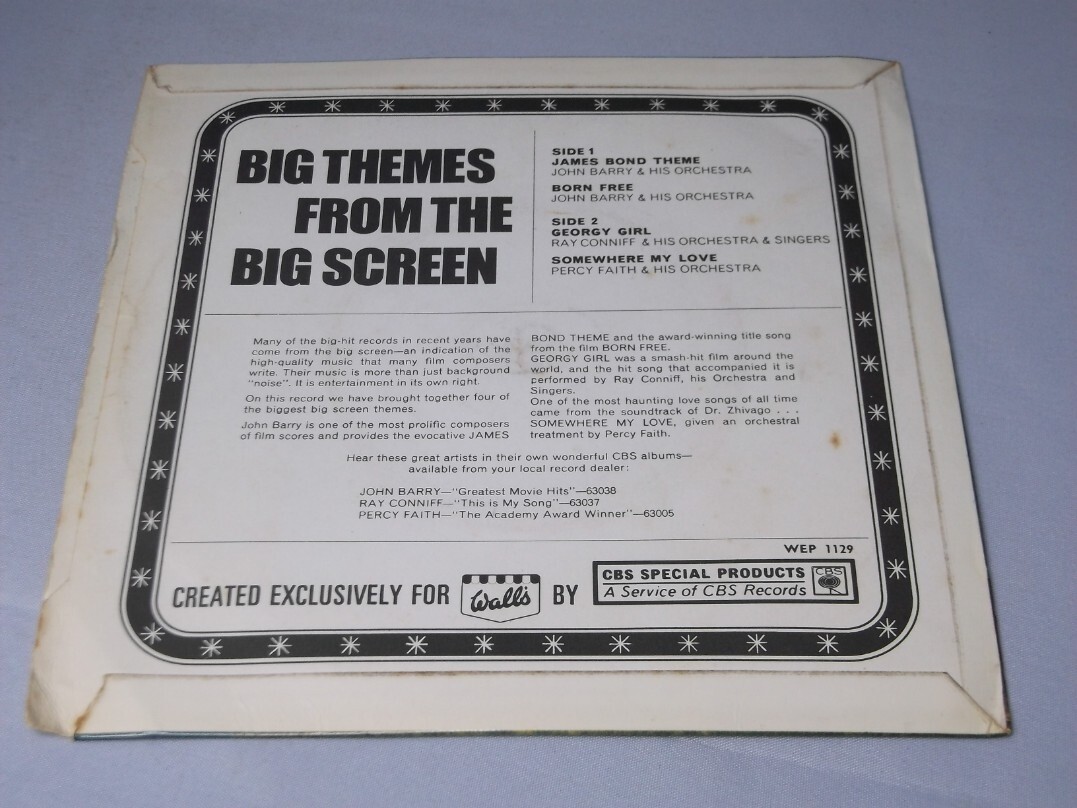 BIG THEMES
FROM THE
BIG SCREEN
SIDE 1
JAMES BOND THEME
JOHN BARRY & HIS ORCHESTRA
BORN FREE
JOHN BARRY & HIS ORCHESTRA
SIDE 2
GEORGY GIRL
RAY CONNIFF & HIS ORCHESTRA & SINGERS
SOMEWHERE MY LOVE
PERCY FAITH & HIS ORCHESTRA
Many of the big-hit records in recent years have
come from the big screen—an indication of the
high-quality music that many film composers
write. Their music is more than just background
"noise". It is entertainment in its own right.
On this record we have brought together four of
the biggest big screen themes.
John Barry is one of the most prolific composers
of film scores and provides the evocative JAMES
BOND THEME and the award-winning title song
from the film BORN FREE.
GEORGY GIRL was a smash-hit film around the
world, and the hit song that accompanied it is
performed by Ray Conniff, his Orchestra and
Singers.
One of the most haunting love songs of all time
came from the soundtrack of Dr. Zhivago . . .
SOMEWHERE MY LOVE, given an orchestral
treatment by Percy Faith.
Hear these great artists in their own wonderful CBS albums—
available from your local record dealer:
JOHN BARRY—"Greatest Movie Hits"—63038
RAY CONNIFF—"This is My Song"—63037
PERCY FAITH—"The Academy Award Winner"—63005
WEP 1129
CREATED EXCLUSIVELY FOR Wall's BY
CBS SPECIAL PRODUCTS CBS
A Service of CBS Records